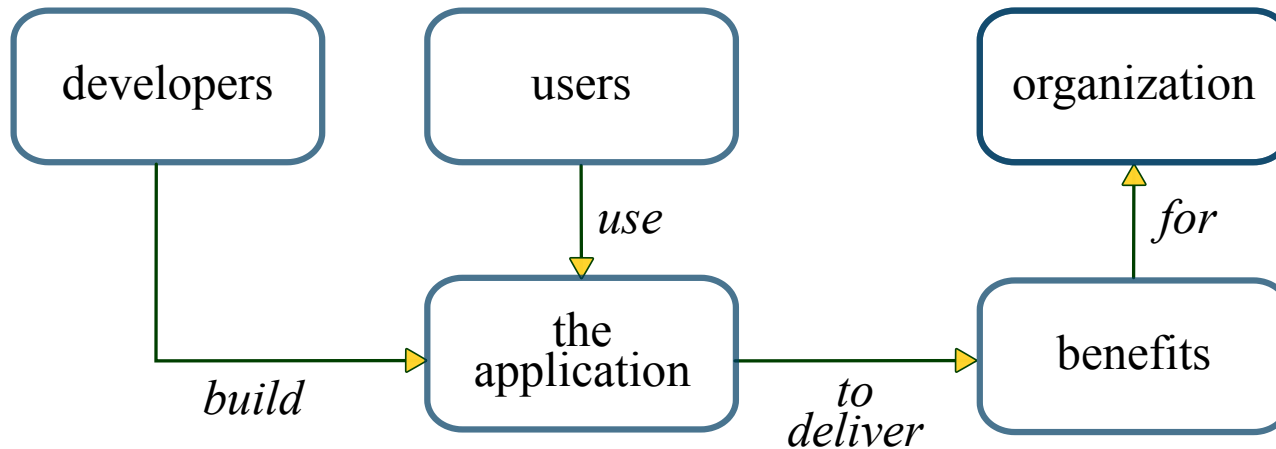 developers
users
organization
use
for
the
application
benefits
build
to
deliver